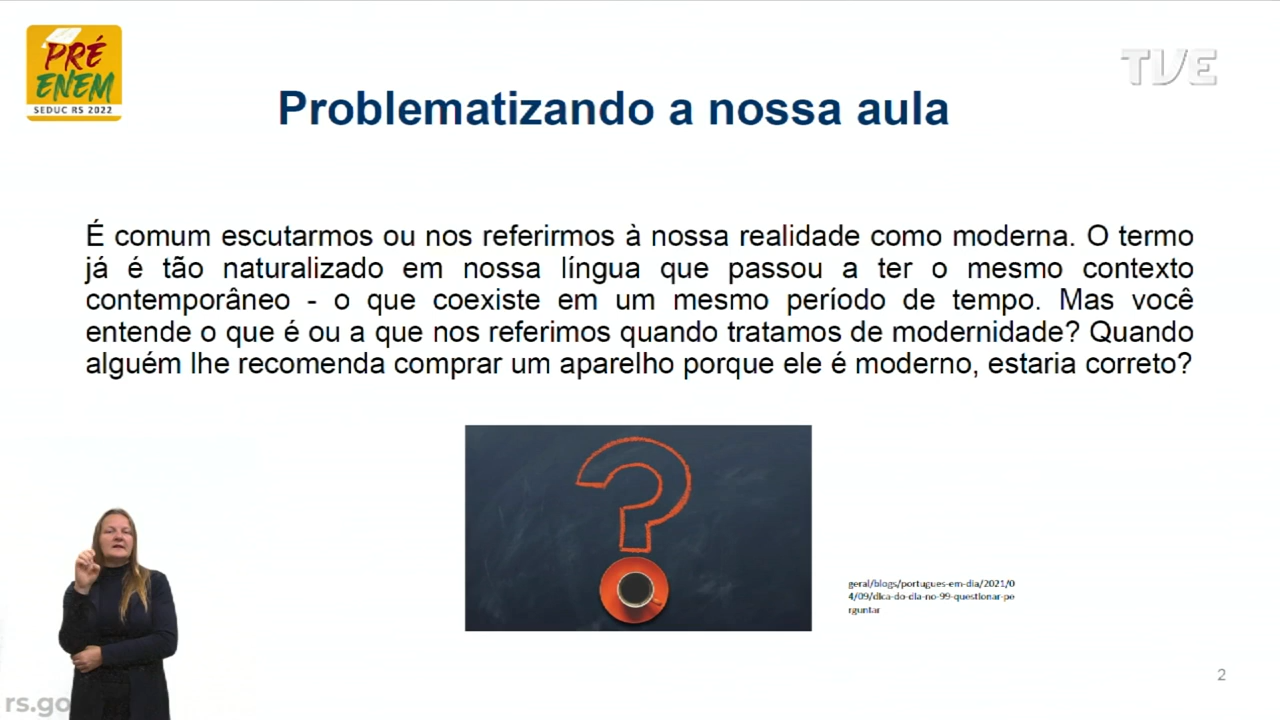 PRÉ
ENEM
SEDUC RS 2022
TVE
Problematizando a nossa aula
É comum escutarmos ou nos referirmos à nossa realidade como moderna. O termo
já é tão naturalizado em nossa língua que passou a ter o mesmo contexto
contemporâneo - o que coexiste em um mesmo período de tempo. Mas você
entende o que é ou a que nos referimos quando tratamos de modernidade? Quando
alguém lhe recomenda comprar um aparelho porque ele é moderno, estaria correto?
?
geral/blogs/portugues-em-dia/2021/0
4/09/dica-do-dia-no-99-questionar-pe
rguntar
2
rs.go